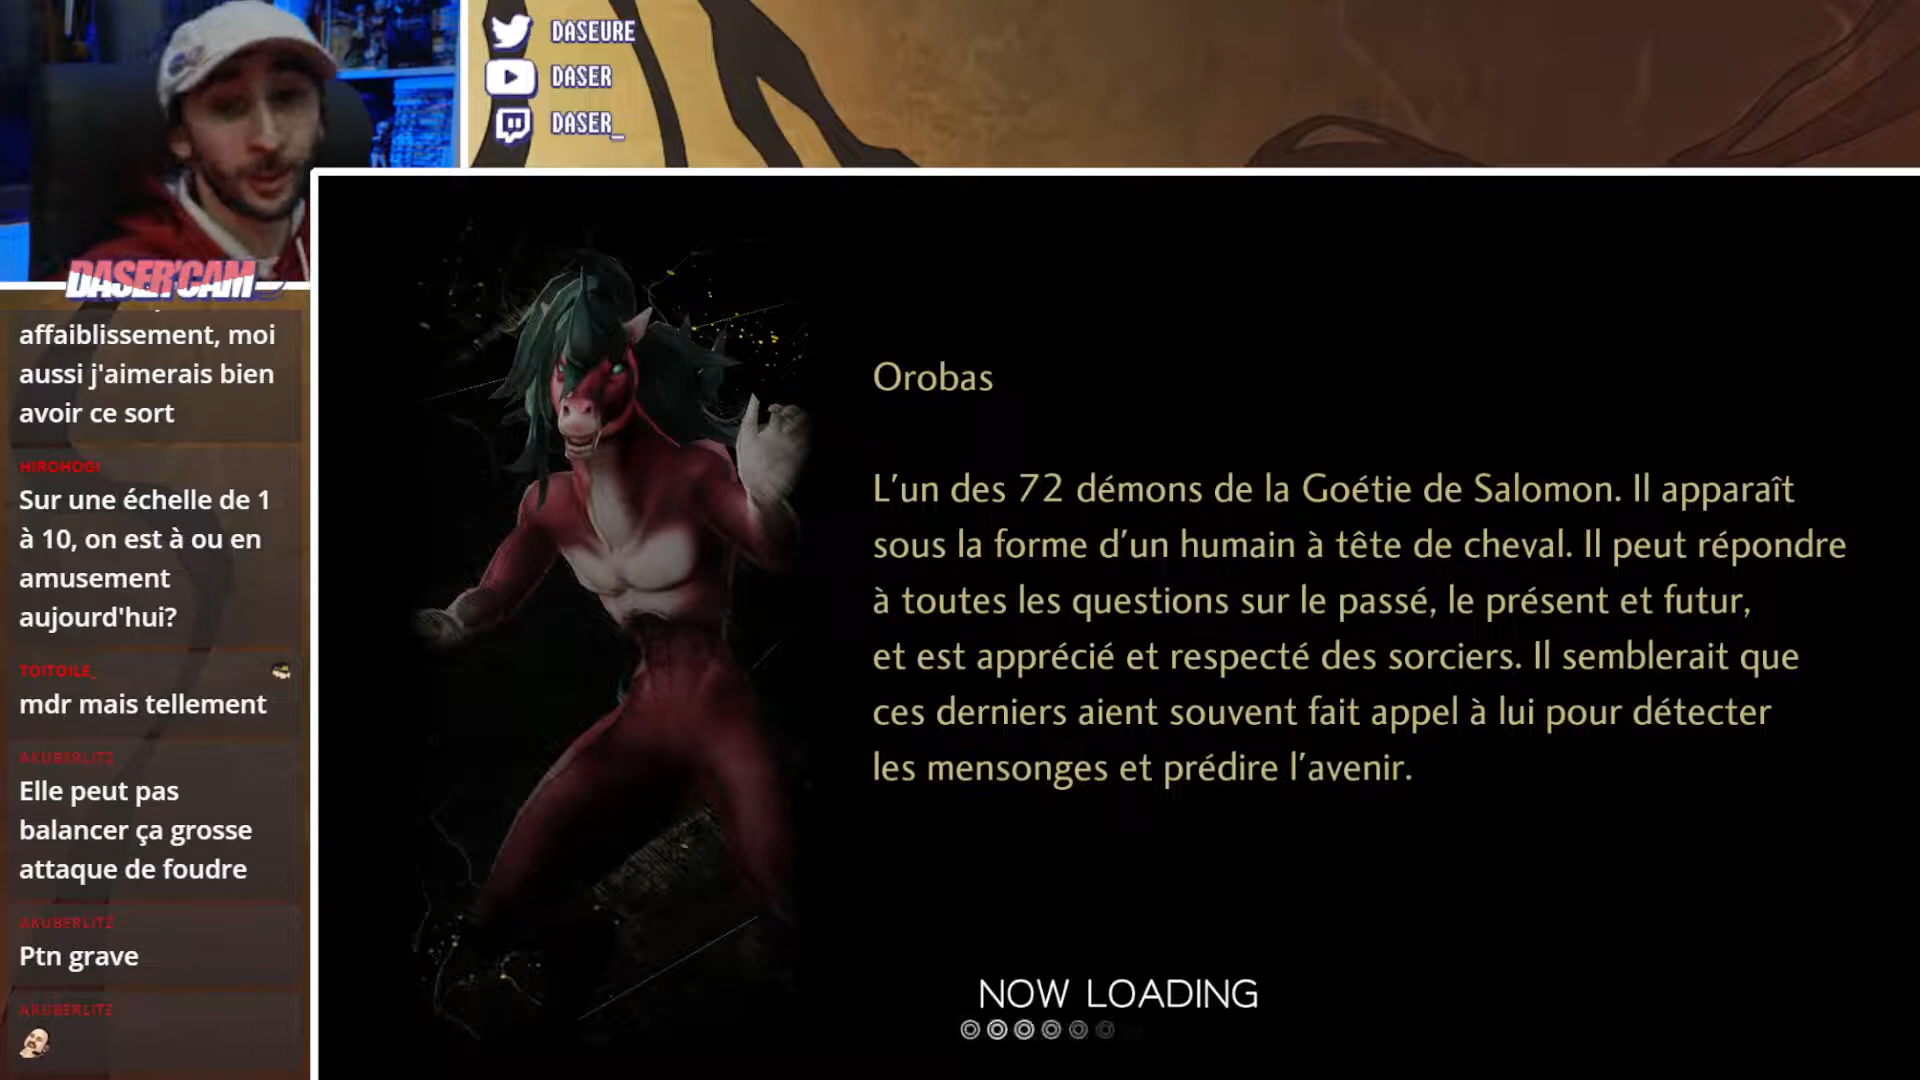 DASEURE
DASER
DASER_
DASER'CAM
affaiblissement, moi
aussi j'aimerais bien
avoir ce sort
HIROHOGI
Sur une échelle de 1
à 10, on est à ou en
amusement
aujourd'hui?
TOITOILE_
mdr mais tellement
AKUBERLITZ
Elle peut pas
balancer ça grosse
attaque de foudre
AKUBERLITZ
Ptn grave
AKUBERLITZ
Orobas
L'un des 72 démons de la Goétie de Salomon. Il apparaît
sous la forme d'un humain à tête de cheval. Il peut répondre
à toutes les questions sur le passé, le présent et futur,
et est apprécié et respecté des sorciers. Il semblerait que
ces derniers aient souvent fait appel à lui pour détecter
les mensonges et prédire l'avenir.
NOW LOADING